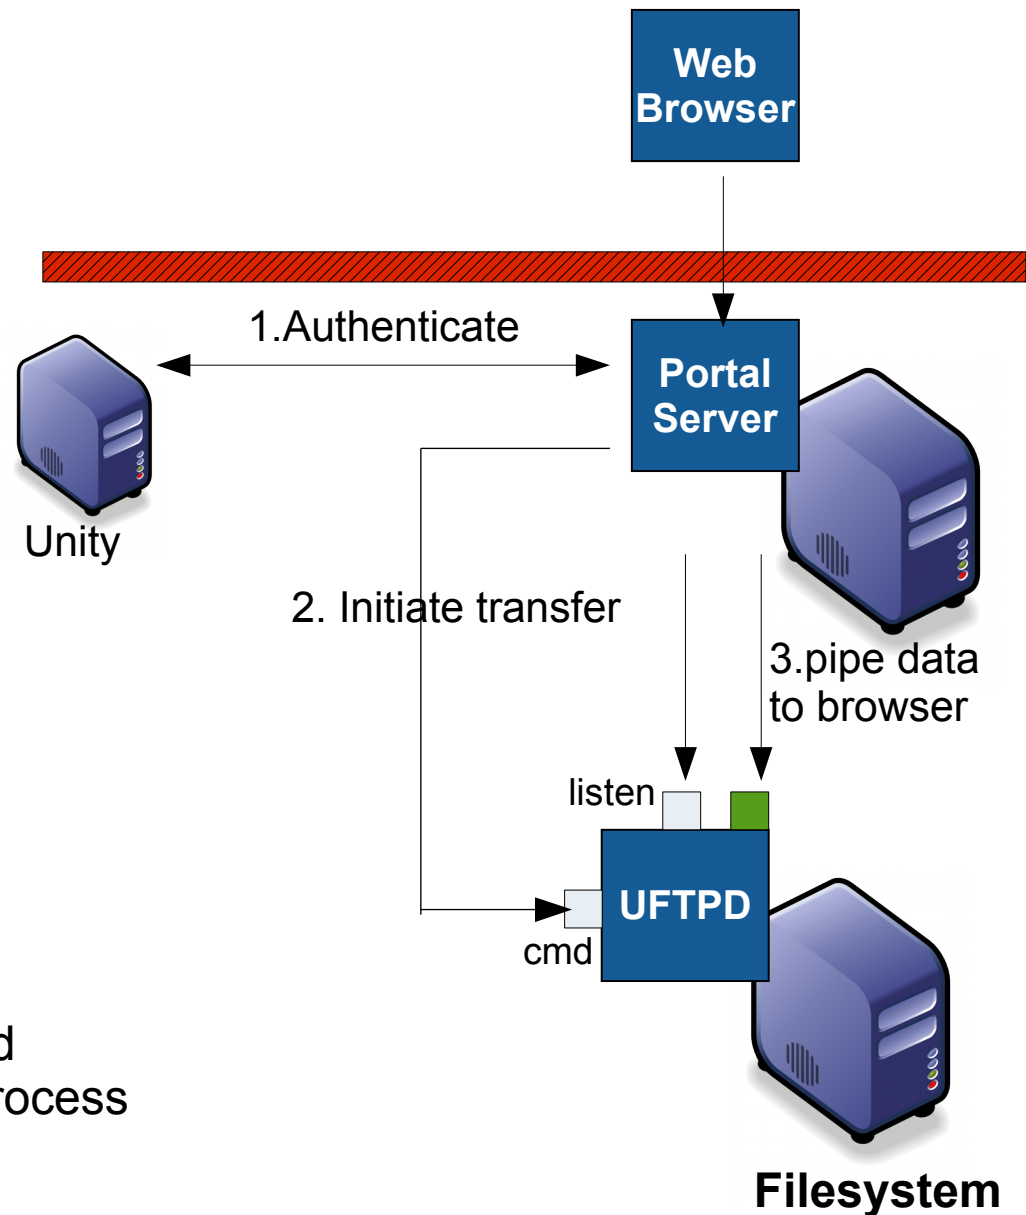 Web
Browser
1.Authenticate
Portal
Server
Unity
2. Initiate transfer
3.pipe data
to browser
listen
UFTPD
cmd
rocess
Filesystem